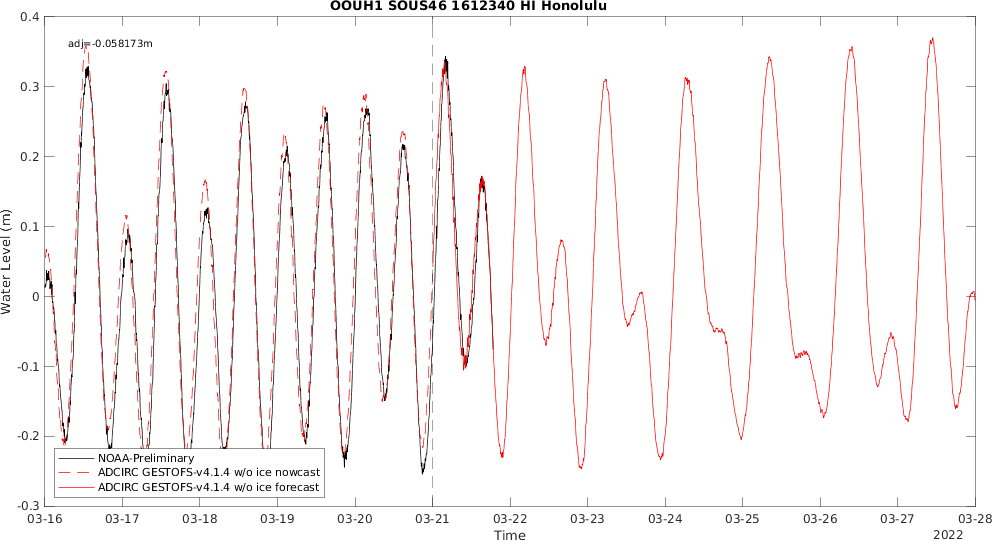 OOUH1 SOUS46 1612340 HI Honolulu
adj=-0.058173m
0.4
0.3
0.2
0.1
0
-0.1
-0.2
-0.3
Water Level (m)
NOAA-Preliminary
ADCIRC GESTOFS-v4.1.4 w/o ice nowcast
ADCIRC GESTOFS-v4.1.4 w/o ice forecast
03-16 03-17 03-18 03-19 03-20 03-21 03-22 03-23 03-24 03-25 03-26 03-27 03-28
Time
2022